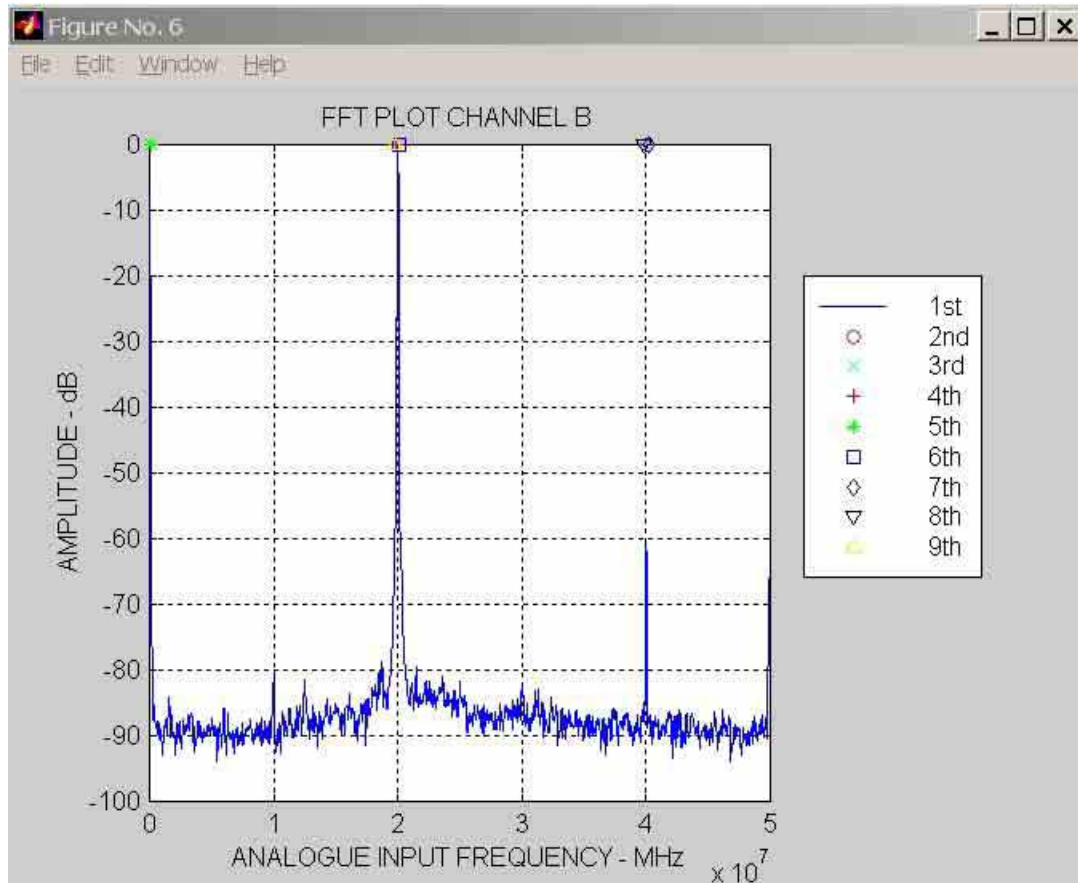 Figure No. 6
File Edit Window Help
FFT PLOT CHANNEL B
AMPLITUDE - dB
0
-10
-20
-30
-40
-50
-60
-70
-80
-90
-100
0 1 2 3 4 5
ANALOGUE INPUT FREQUENCY - MHz
x 10^7
1st
2nd
3rd
4th
5th
6th
7th
8th
9th